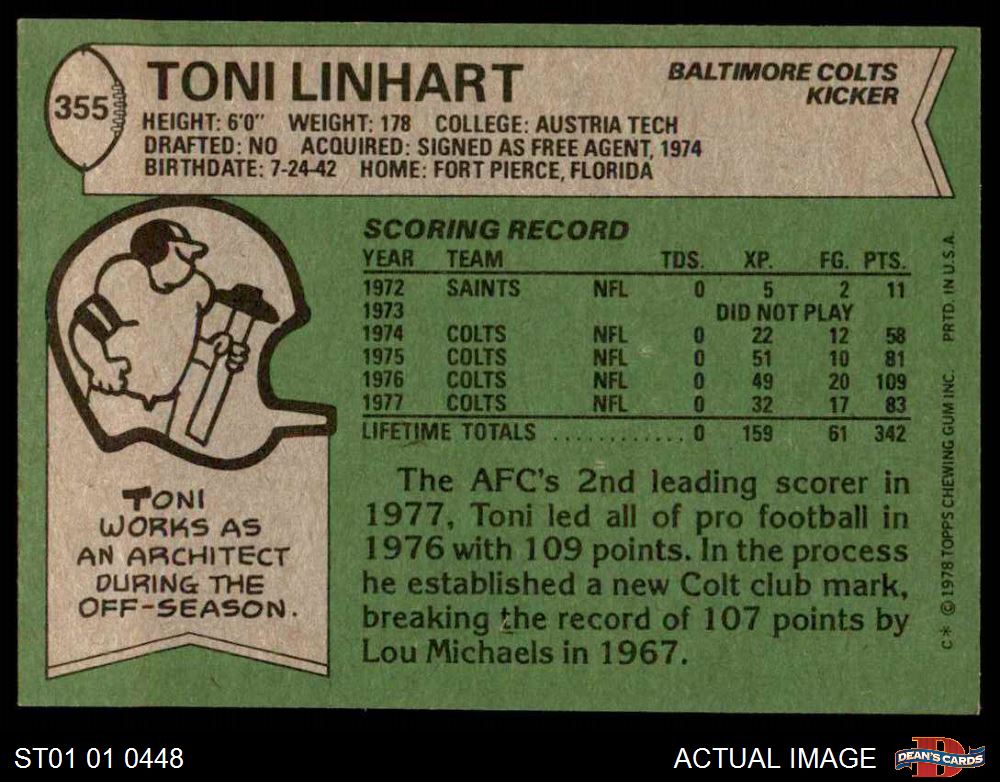 355
TONI LINHART
BALTIMORE COLTS
KICKER
HEIGHT: 6'0" WEIGHT: 178 COLLEGE: AUSTRIA TECH
DRAFTED: NO ACQUIRED: SIGNED AS FREE AGENT, 1974
BIRTHDATE: 7-24-42 HOME: FORT PIERCE, FLORIDA
SCORING RECORD
YEAR TEAM TDS. XP. FG. PTS.
1972 SAINTS NFL 0 5 2 11
1973 DID NOT PLAY
1974 COLTS NFL 0 22 12 58
1975 COLTS NFL 0 51 10 81
1976 COLTS NFL 0 49 20 109
1977 COLTS NFL 0 32 17 83
LIFETIME TOTALS ............ 0 159 61 342
The AFC's 2nd leading scorer in
1977, Toni led all of pro football in
1976 with 109 points. In the process
he established a new Colt club mark,
breaking the record of 107 points by
Lou Michaels in 1967.
TONI
WORKS AS
AN ARCHITECT
DURING THE
OFF-SEASON.
C* © 1978 TOPPS CHEWING GUM INC. PRTD. IN U.S.A.
ST01 01 0448
ACTUAL IMAGE
D
DEAN'S CARDS